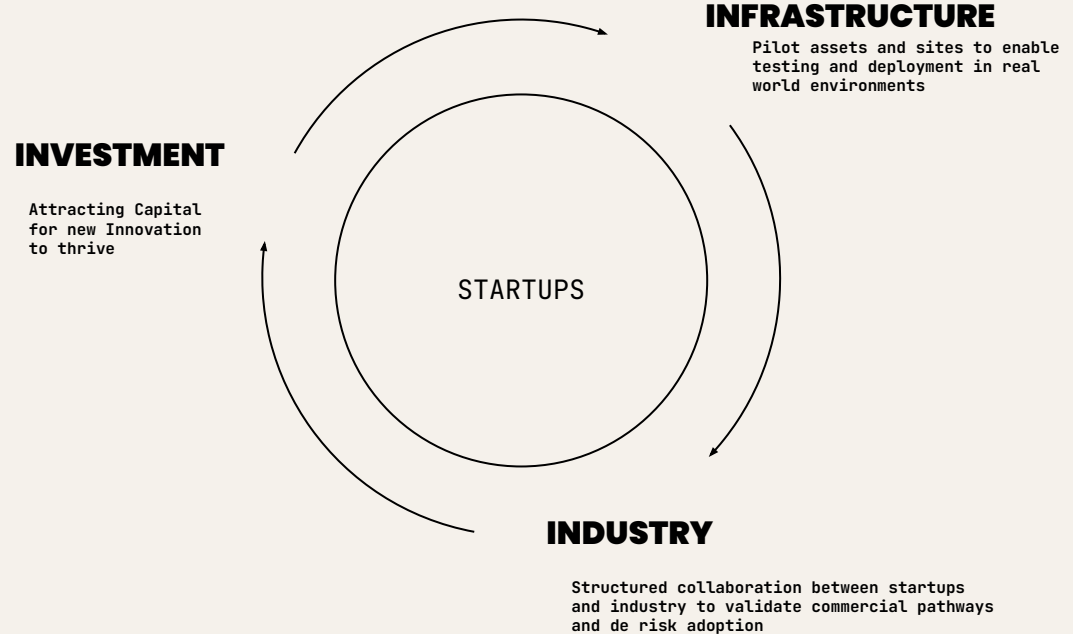 INFRASTRUCTURE
Pilot assets and sites to enable
testing and deployment in real
world environments
INVESTMENT
Attracting Capital
for new Innovation
to thrive
STARTUPS
INDUSTRY
Structured collaboration between startups
and industry to validate commercial pathways
and de risk adoption